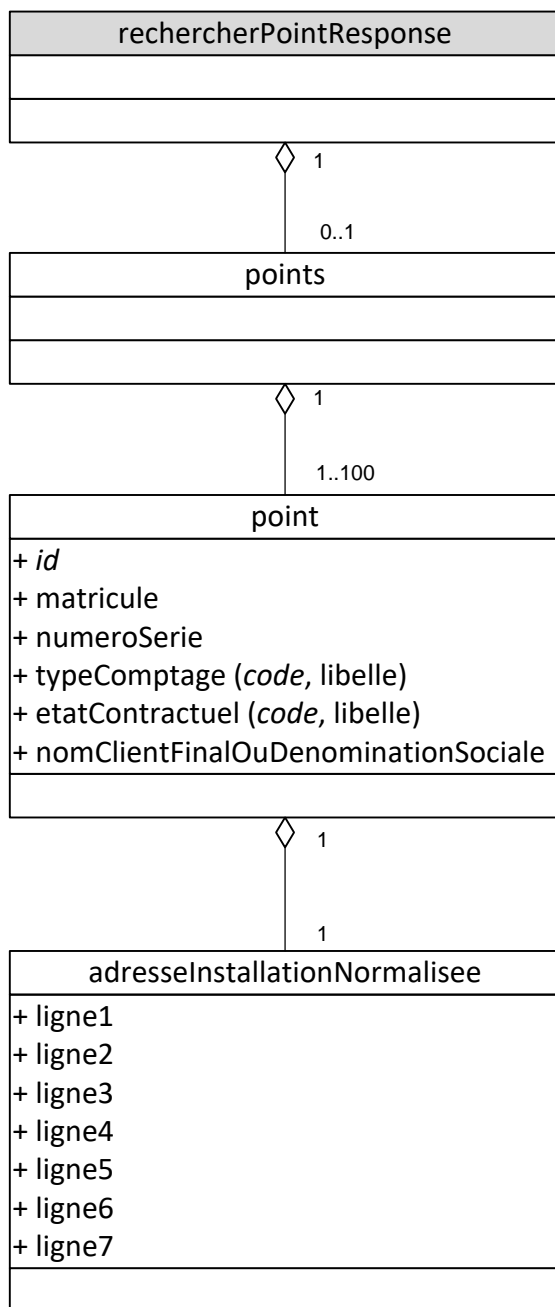 rechercherPointResponse
1
0..1
points
1
1..100
point
+ id
+ matricule
+ numeroSerie
+ typeComptage (code, libelle)
+ etatContractuel (code, libelle)
+ nomClientFinalOuDenominationSociale
1
1
adresseInstallationNormalisee
+ ligne1
+ ligne2
+ ligne3
+ ligne4
+ ligne5
+ ligne6
+ ligne7